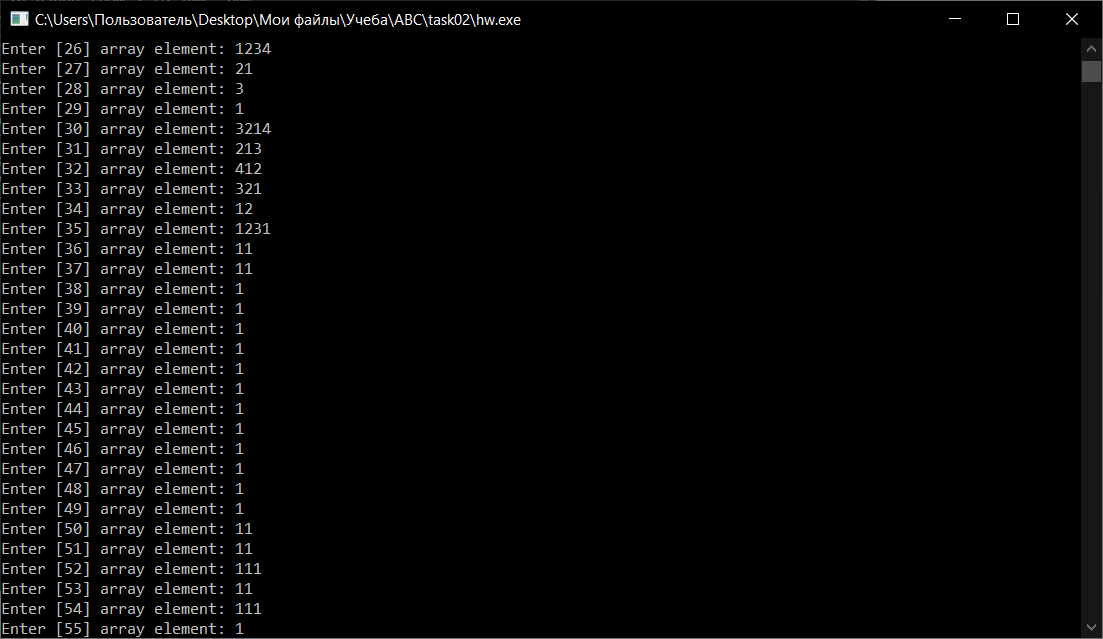 C:\Users\Пользователь\Desktop\Мои файлы\Учеба\АВС\task02\hw.exe
Enter [26] array element: 1234
Enter [27] array element: 21
Enter [28] array element: 3
Enter [29] array element: 1
Enter [30] array element: 3214
Enter [31] array element: 213
Enter [32] array element: 412
Enter [33] array element: 321
Enter [34] array element: 12
Enter [35] array element: 1231
Enter [36] array element: 11
Enter [37] array element: 11
Enter [38] array element: 1
Enter [39] array element: 1
Enter [40] array element: 1
Enter [41] array element: 1
Enter [42] array element: 1
Enter [43] array element: 1
Enter [44] array element: 1
Enter [45] array element: 1
Enter [46] array element: 1
Enter [47] array element: 1
Enter [48] array element: 1
Enter [49] array element: 1
Enter [50] array element: 11
Enter [51] array element: 11
Enter [52] array element: 111
Enter [53] array element: 11
Enter [54] array element: 111
Enter [55] array element: 1